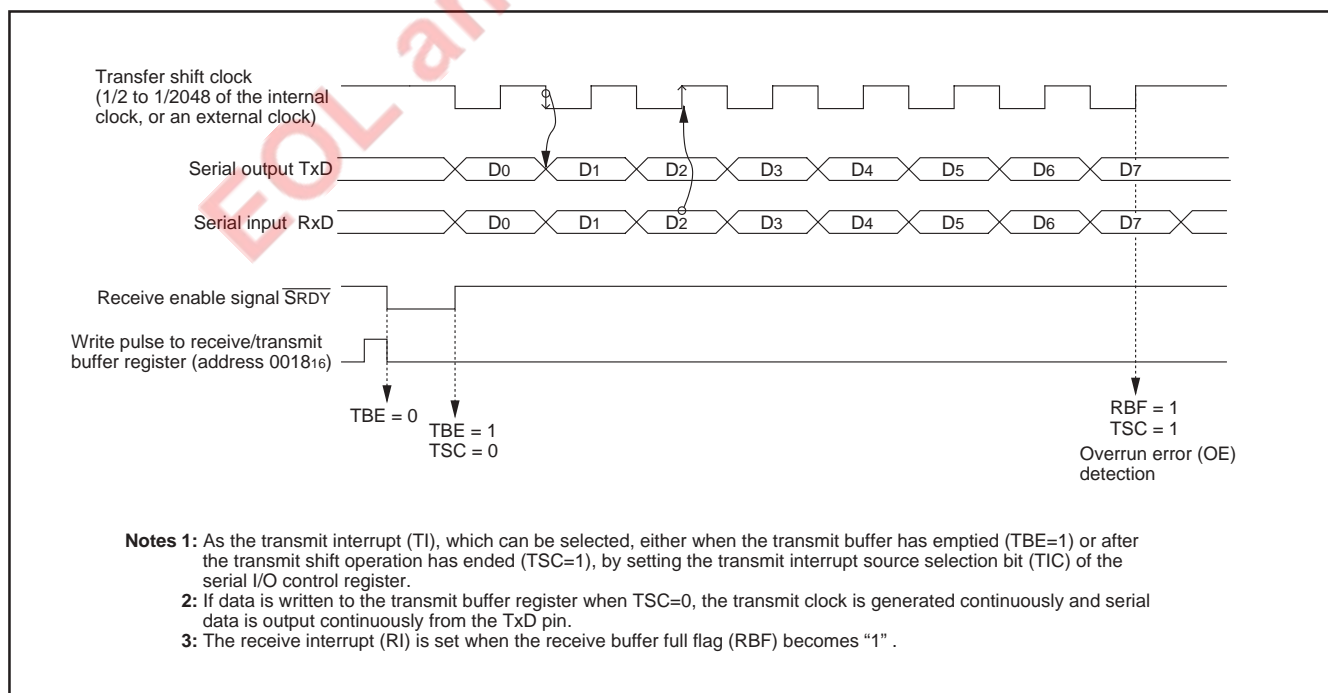 EOL an
Transfer shift clock
(1/2 to 1/2048 of the internal
clock, or an external clock)
Serial output TxD
D0 D1 D2 D3 D4 D5 D6 D7
Serial input RxD
D0 D1 D2 D3 D4 D5 D6 D7
Receive enable signal SRDY
Write pulse to receive/transmit
buffer register (address 001816)
TBE = 0
TBE = 1
TSC = 0
RBF = 1
TSC = 1
Overrun error (OE)
detection
Notes 1: As the transmit interrupt (TI), which can be selected, either when the transmit buffer has emptied (TBE=1) or after
the transmit shift operation has ended (TSC=1), by setting the transmit interrupt source selection bit (TIC) of the
serial I/O control register.
2: If data is written to the transmit buffer register when TSC=0, the transmit clock is generated continuously and serial
data is output continuously from the TxD pin.
3: The receive interrupt (RI) is set when the receive buffer full flag (RBF) becomes “1” .